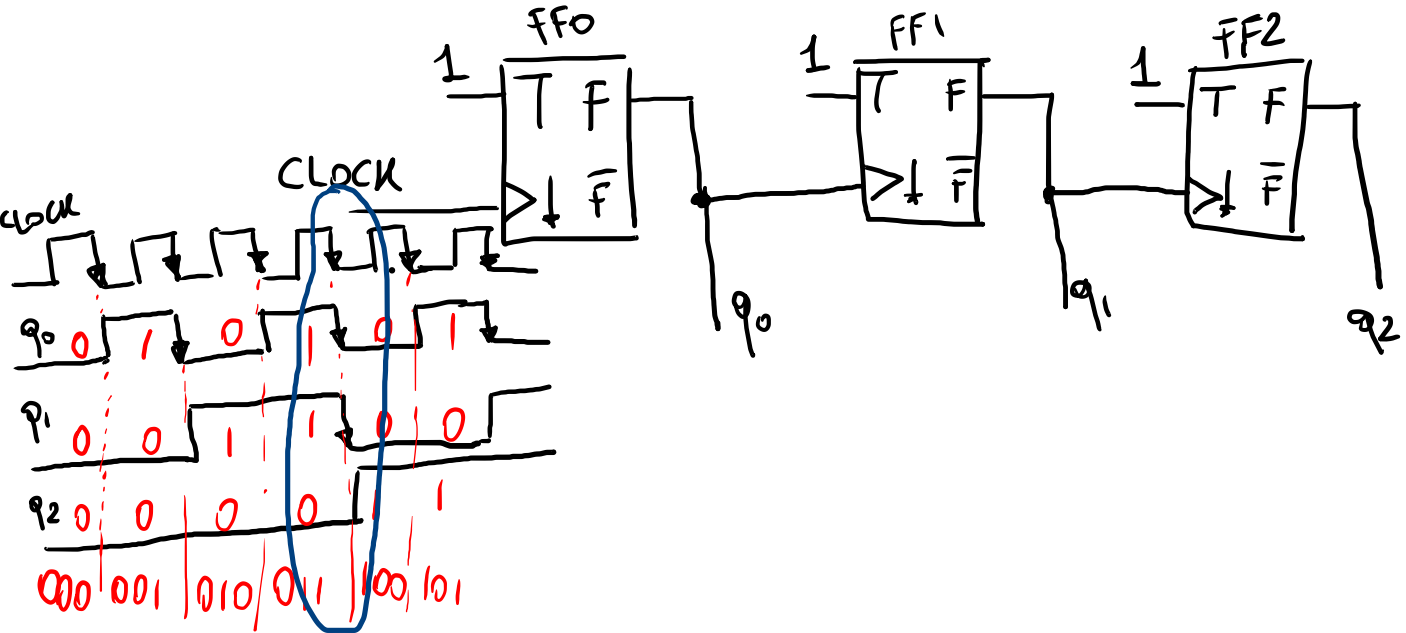 FF0 FF1 FF2
1 T F 1 T F 1 T F
CLOCK F̅ F̅ F̅
CLOCK
q0 0 1 0 1 0 1
q1 0 0 1 1 0 0
q2 0 0 0 0 1 1
000 001 010 011 100 101
q0 q1 q2